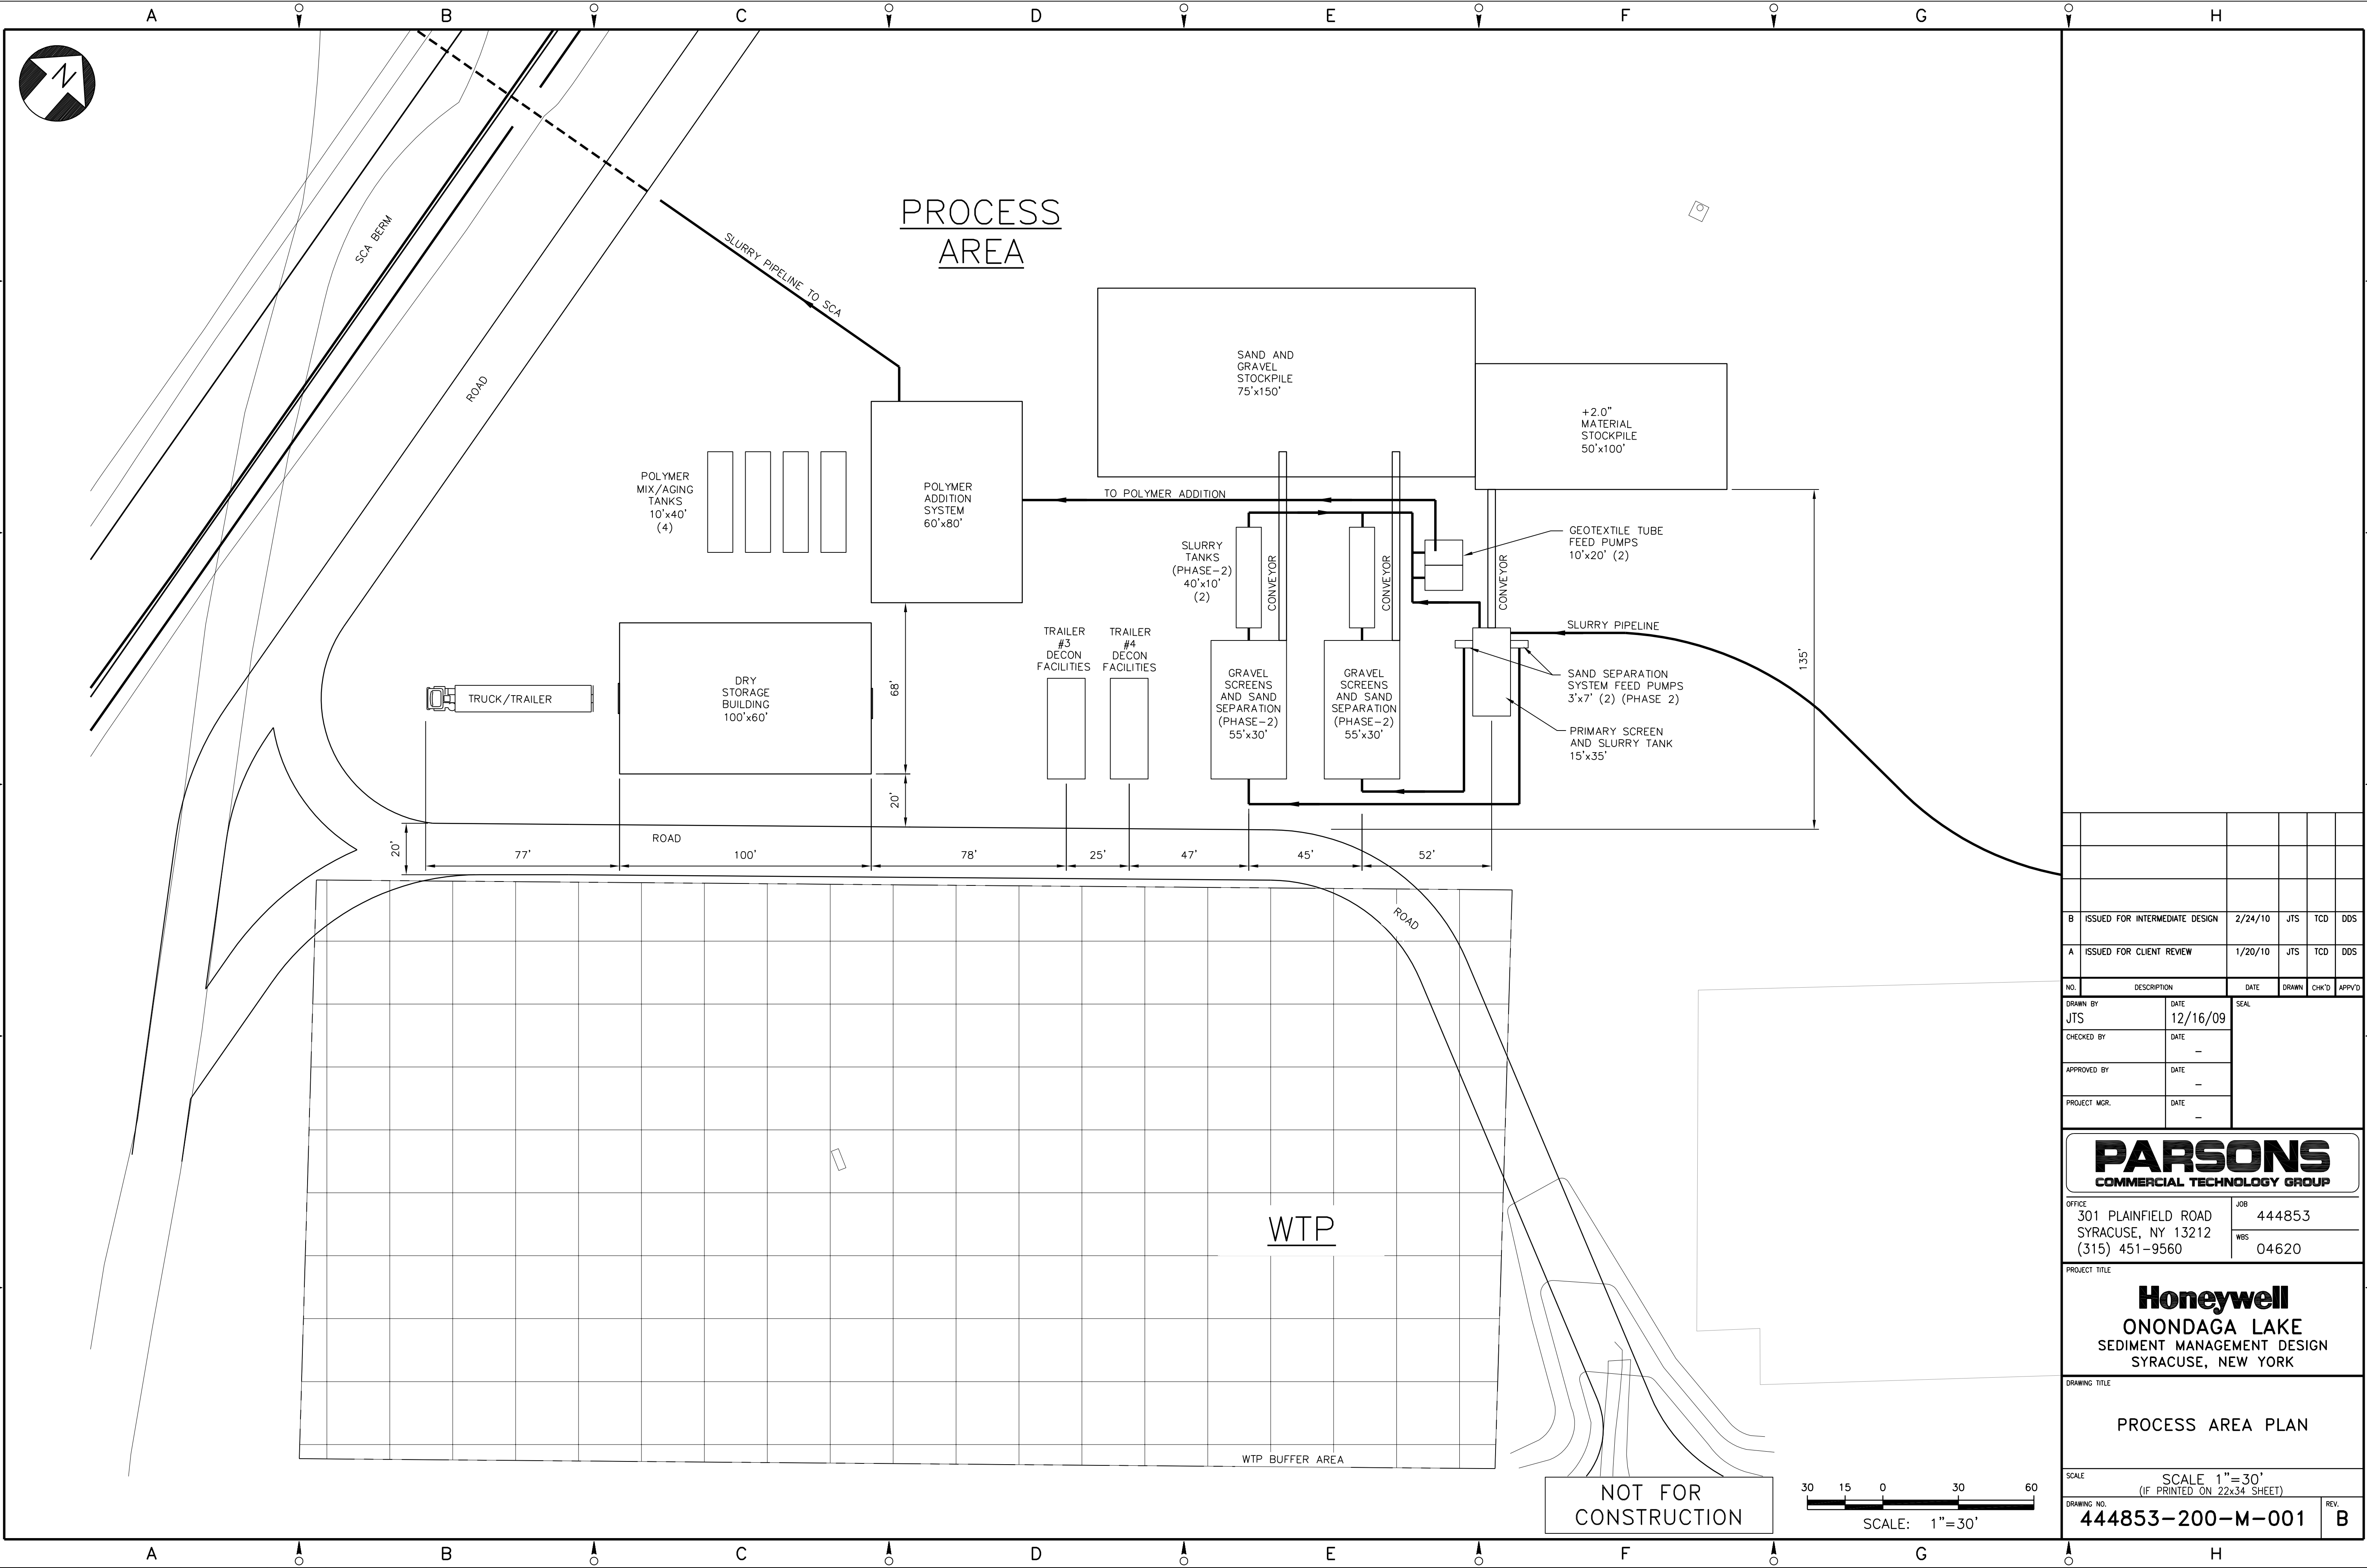 A B C D E F G H
N
PROCESS
AREA
SCA BERM
ROAD
SLURRY PIPELINE TO SCA
SAND AND
GRAVEL
STOCKPILE
75'x150'
+2.0"
MATERIAL
STOCKPILE
50'x100'
POLYMER
MIX/AGING
TANKS
10'x40'
(4)
POLYMER
ADDITION
SYSTEM
60'x80'
TO POLYMER ADDITION
SLURRY
TANKS
(PHASE-2)
40'x10'
(2)
CONVEYOR
CONVEYOR
CONVEYOR
GEOTEXTILE TUBE
FEED PUMPS
10'x20' (2)
SLURRY PIPELINE
135'
TRUCK/TRAILER
DRY
STORAGE
BUILDING
100'x60'
68'
20'
TRAILER
#3
DECON
FACILITIES
TRAILER
#4
DECON
FACILITIES
GRAVEL
SCREENS
AND SAND
SEPARATION
(PHASE-2)
55'x30'
GRAVEL
SCREENS
AND SAND
SEPARATION
(PHASE-2)
55'x30'
SAND SEPARATION
SYSTEM FEED PUMPS
3'x7' (2) (PHASE 2)
PRIMARY SCREEN
AND SLURRY TANK
15'x35'
20'
ROAD
77' 100' 78' 25' 47' 45' 52'
ROAD
WTP
WTP BUFFER AREA
NOT FOR
CONSTRUCTION
30 15 0 30 60
SCALE: 1"=30'
B ISSUED FOR INTERMEDIATE DESIGN 2/24/10 JTS TCD DDS
A ISSUED FOR CLIENT REVIEW 1/20/10 JTS TCD DDS
NO. DESCRIPTION DATE DRAWN CHK'D APPV'D
DRAWN BY DATE SEAL
JTS 12/16/09
CHECKED BY DATE
-
APPROVED BY DATE
-
PROJECT MGR. DATE
-
PARSONS
COMMERCIAL TECHNOLOGY GROUP
OFFICE
301 PLAINFIELD ROAD
SYRACUSE, NY 13212
(315) 451-9560
JOB
444853
WBS
04620
PROJECT TITLE
Honeywell
ONONDAGA LAKE
SEDIMENT MANAGEMENT DESIGN
SYRACUSE, NEW YORK
DRAWING TITLE
PROCESS AREA PLAN
SCALE
SCALE 1"=30'
(IF PRINTED ON 22x34 SHEET)
DRAWING NO. REV.
444853-200-M-001 B
A B C D E F G H